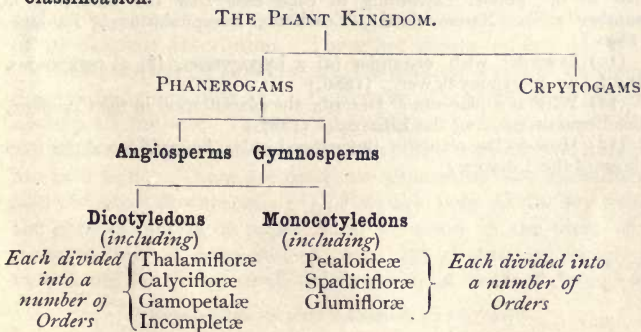 Classification.
THE PLANT KINGDOM.
PHANEROGAMS CRPYTOGAMS
Angiosperms Gymnosperms
Dicotyledons Monocotyledons
(including) (including)
Each divided Thalamifloræ Petaloideæ Each divided into
into a Calycifloræ Spadicifloræ a number of
number oj Gamopetalæ Glumifloræ Orders
Orders Incompletæ